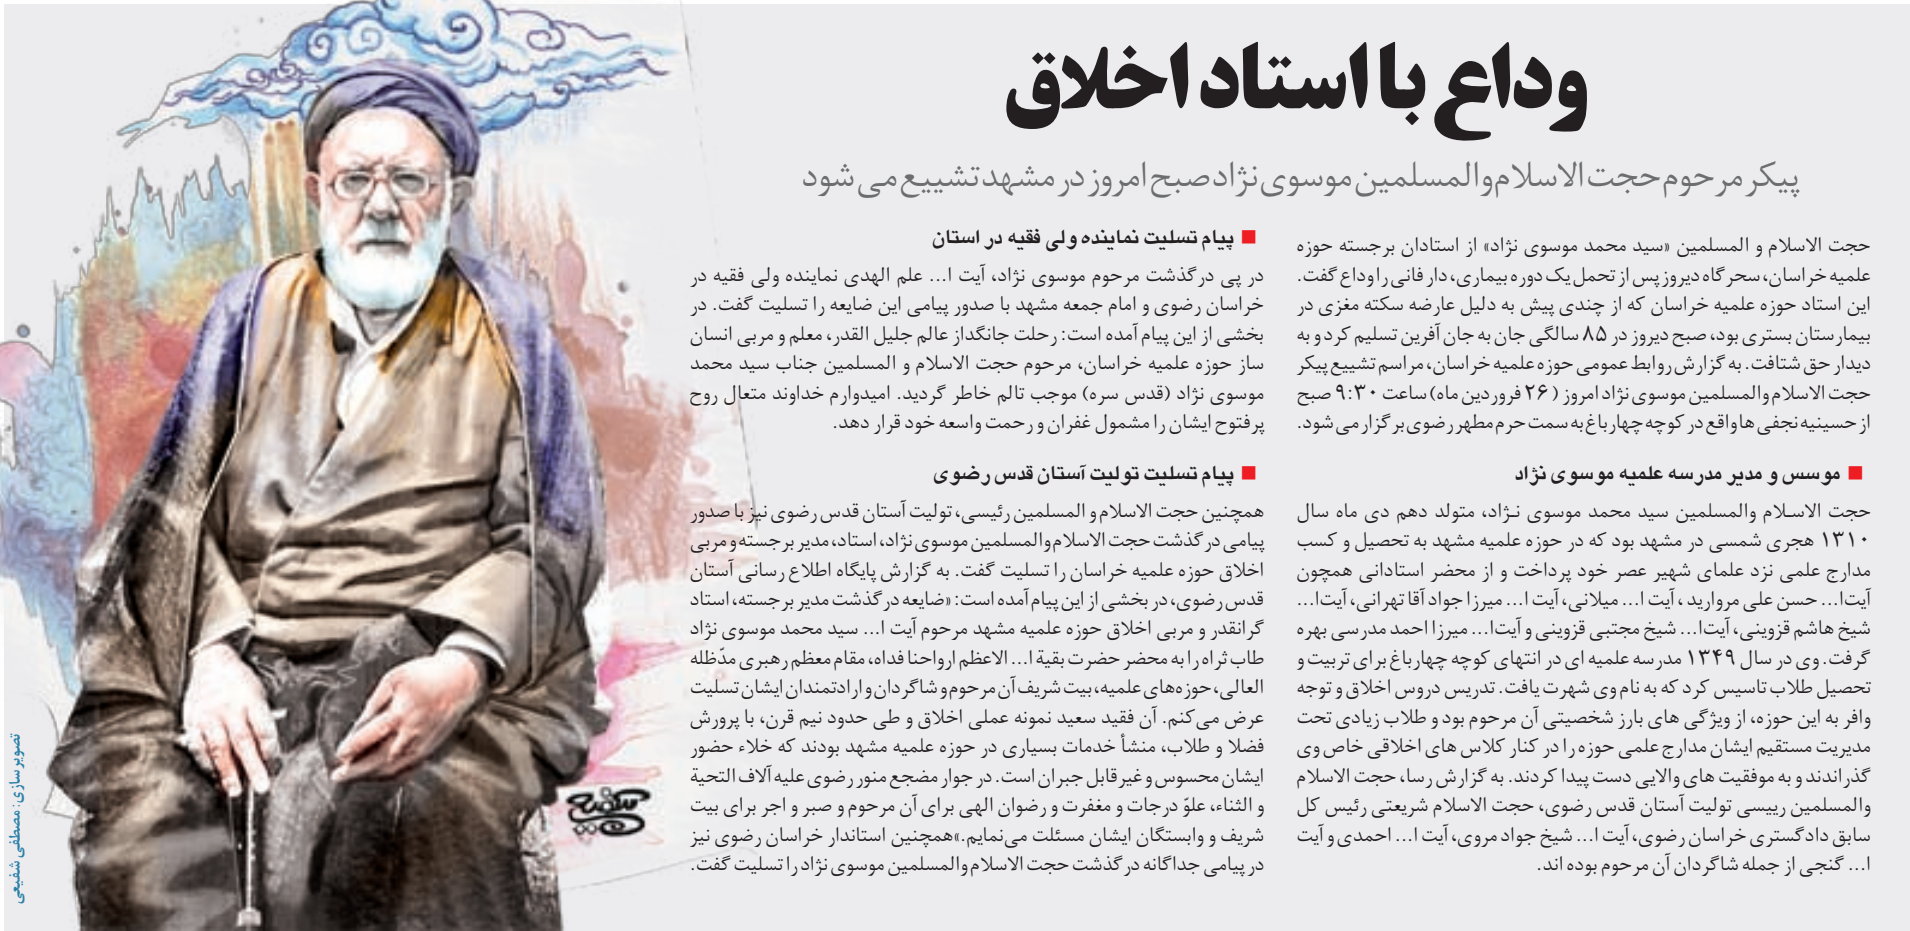 وداع با استاد اخلاق
پیکر مرحوم حجت الاسلام والمسلمین موسوی نژاد صبح امروز در مشهد تشییع می شود
حجت الاسلام و المسلمین «سید محمد موسوی نژاد» از استادان برجسته حوزه
علمیه خراسان، سحرگاه دیروز پس از تحمل یک دوره بیماری، دار فانی را وداع گفت.
این استاد حوزه علمیه خراسان که از چندی پیش به دلیل عارضه سکته مغزی در
بیمارستان بستری بود، صبح دیروز در ۸۵ سالگی جان به جان آفرین تسلیم کرد و به
دیدار حق شتافت. به گزارش روابط عمومی حوزه علمیه خراسان، مراسم تشییع پیکر
حجت الاسلام والمسلمین موسوی نژاد امروز (۲۶ فروردین ماه) ساعت ۹:۳۰ صبح
از حسینیه نجفی ها واقع در کوچه چهارباغ به سمت حرم مطهر رضوی برگزار می شود.
موسس و مدیر مدرسه علمیه موسوی نژاد
حجت الاسلام والمسلمین سید محمد موسوی نژاد، متولد دهم دی ماه سال
۱۳۱۰ هجری شمسی در مشهد بود که در حوزه علمیه مشهد به تحصیل و کسب
مدارج علمی نزد علمای شهیر عصر خود پرداخت و از محضر استادانی همچون
آیت‌ا... حسن علی مروارید ، آیت ا... میلانی، آیت ا... میرزا جواد آقا تهرانی، آیت‌ا...
شیخ هاشم قزوینی، آیت‌ا... شیخ مجتبی قزوینی و آیت‌ا... میرزا احمد مدرسی بهره
گرفت. وی در سال ۱۳۴۹ مدرسه علمیه ای در انتهای کوچه چهارباغ برای تربیت و
تحصیل طلاب تاسیس کرد که به نام وی شهرت یافت. تدریس دروس اخلاق و توجه
وافر به این حوزه، از ویژگی های بارز شخصیتی آن مرحوم بود و طلاب زیادی تحت
مدیریت مستقیم ایشان مدارج علمی حوزه را در کنار کلاس های اخلاقی خاص وی
گذراندند و به موفقیت های والایی دست پیدا کردند. به گزارش رسا، حجت الاسلام
والمسلمین رییسی تولیت آستان قدس رضوی، حجت الاسلام شریعتی رئیس کل
سابق دادگستری خراسان رضوی، آیت ا... شیخ جواد مروی، آیت ا... احمدی و آیت
ا... گنجی از جمله شاگردان آن مرحوم بوده اند.
پیام تسلیت نماینده ولی فقیه در استان
در پی درگذشت مرحوم موسوی نژاد، آیت ا... علم الهدی نماینده ولی فقیه در
خراسان رضوی و امام جمعه مشهد با صدور پیامی این ضایعه را تسلیت گفت. در
بخشی از این پیام آمده است: رحلت جانگداز عالم جلیل القدر، معلم و مربی انسان
ساز حوزه علمیه خراسان، مرحوم حجت الاسلام و المسلمین جناب سید محمد
موسوی نژاد (قدس سره) موجب تالم خاطر گردید. امیدوارم خداوند متعال روح
پرفتوح ایشان را مشمول غفران و رحمت واسعه خود قرار دهد.
پیام تسلیت تولیت آستان قدس رضوی
همچنین حجت الاسلام و المسلمین رئیسی، تولیت آستان قدس رضوی نیز با صدور
پیامی درگذشت حجت الاسلام والمسلمین موسوی نژاد، استاد، مدیر برجسته و مربی
اخلاق حوزه علمیه خراسان را تسلیت گفت. به گزارش پایگاه اطلاع رسانی آستان
قدس رضوی، در بخشی از این پیام آمده است: «ضایعه درگذشت مدیر برجسته، استاد
گرانقدر و مربی اخلاق حوزه علمیه مشهد مرحوم آیت ا... سید محمد موسوی نژاد
طاب ثراه را به محضر حضرت بقیة ا... الاعظم ارواحنا فداه، مقام معظم رهبری مدّظله
العالی، حوزه‌های علمیه، بیت شریف آن مرحوم و شاگردان و ارادتمندان ایشان تسلیت
عرض می‌کنم. آن فقید سعید نمونه عملی اخلاق و طی حدود نیم قرن، با پرورش
فضلا و طلاب، منشأ خدمات بسیاری در حوزه علمیه مشهد بودند که خلاء حضور
ایشان محسوس و غیرقابل جبران است. در جوار مضجع منور رضوی علیه آلاف التحیة
و الثناء، علوّ درجات و مغفرت و رضوان الهی برای آن مرحوم و صبر و اجر برای بیت
شریف و وابستگان ایشان مسئلت می‌نمایم.»همچنین استاندار خراسان رضوی نیز
در پیامی جداگانه درگذشت حجت الاسلام والمسلمین موسوی نژاد را تسلیت گفت.
تصویرسازی: مصطفی شفیعی